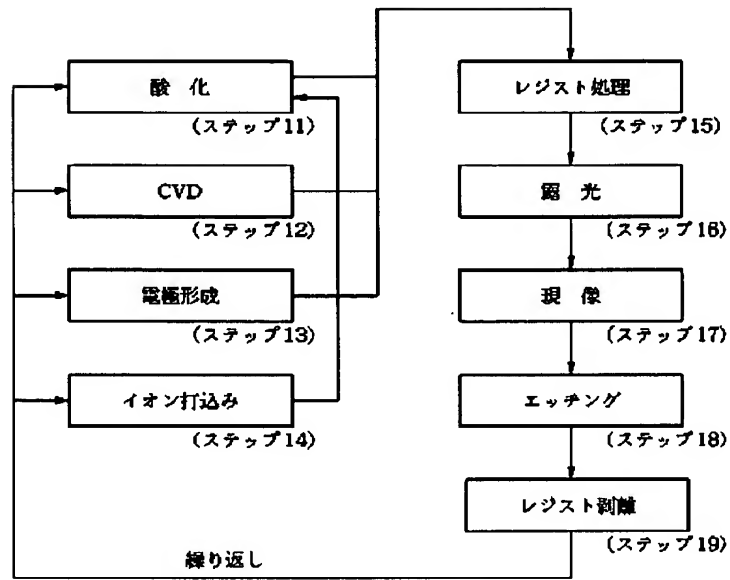 酸 化
(ステップ11)
CVD
(ステップ12)
電極形成
(ステップ13)
イオン打込み
(ステップ14)
レジスト処理
(ステップ15)
露 光
(ステップ16)
現 像
(ステップ17)
エッチング
(ステップ18)
レジスト剥離
(ステップ19)
繰り返し